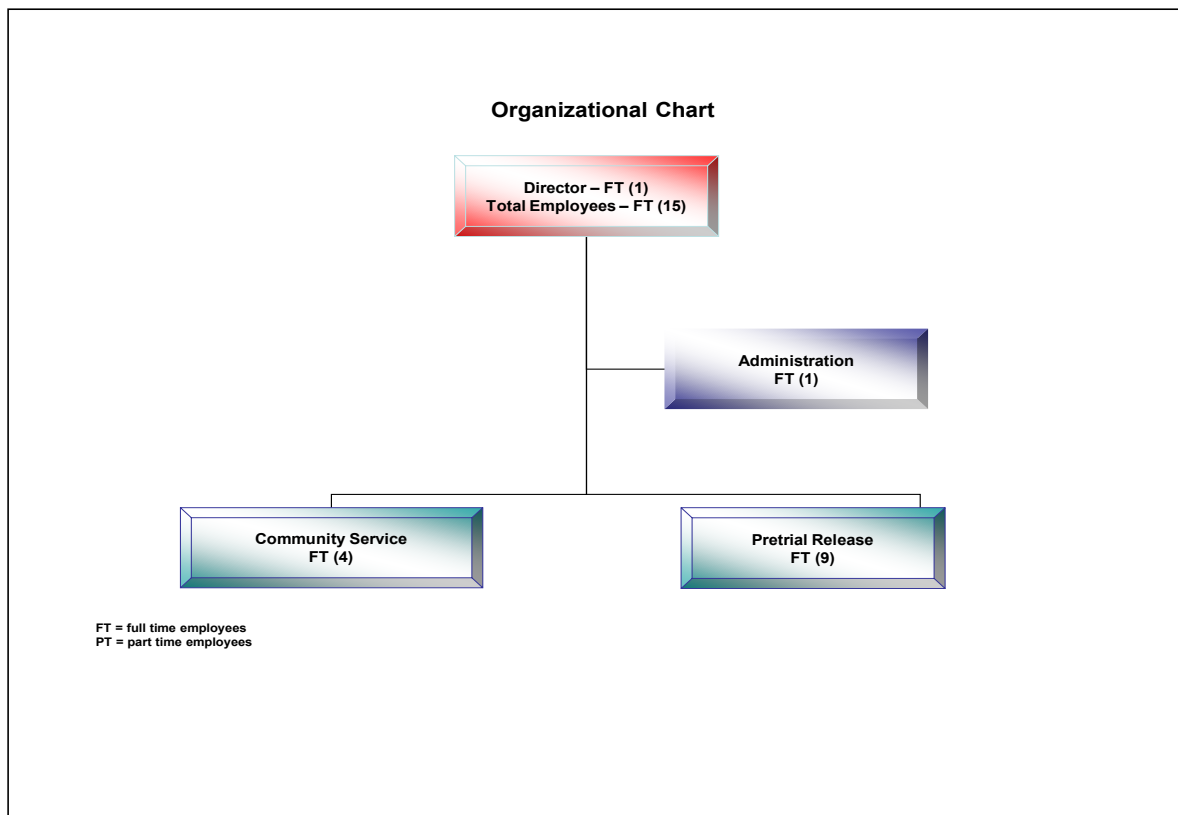 Organizational Chart
Director – FT (1)
Total Employees – FT (15)
Administration
FT (1)
Community Service
FT (4)
Pretrial Release
FT (9)
FT = full time employees
PT = part time employees